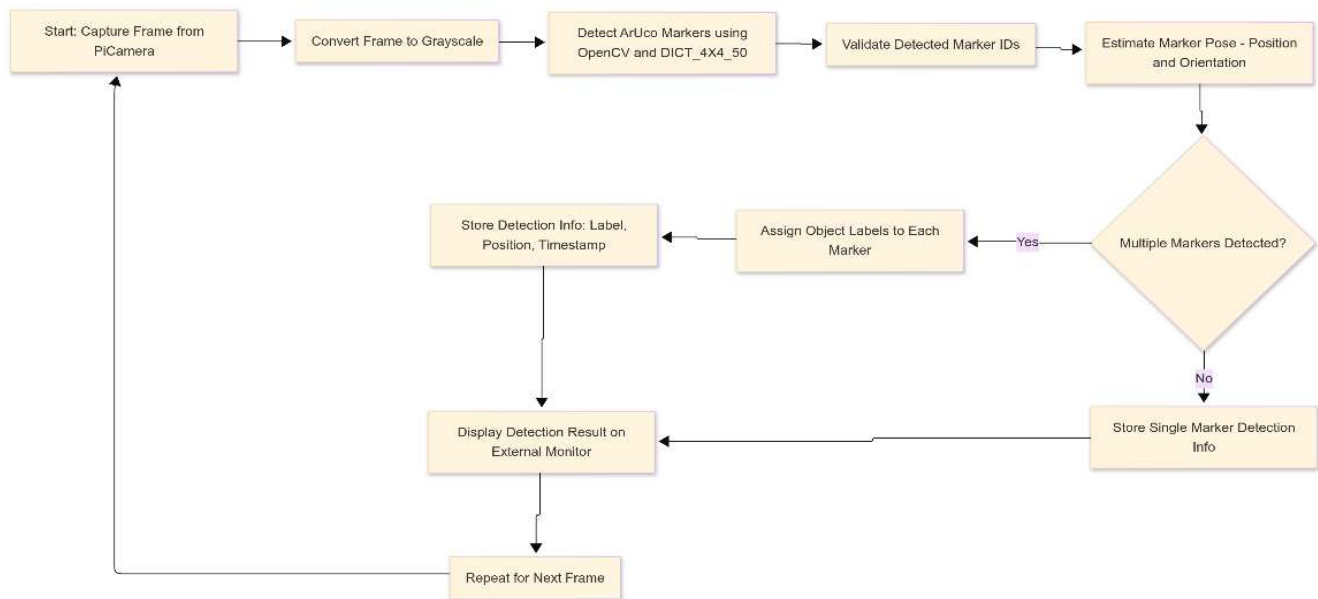 Start: Capture Frame from
PiCamera
Convert Frame to Grayscale
Detect ArUco Markers using
OpenCV and DICT_4X4_50
Validate Detected Marker IDs
Estimate Marker Pose - Position
and Orientation
Multiple Markers Detected?
Yes
Assign Object Labels to Each
Marker
Store Detection Info: Label,
Position, Timestamp
No
Store Single Marker Detection
Info
Display Detection Result on
External Monitor
Repeat for Next Frame